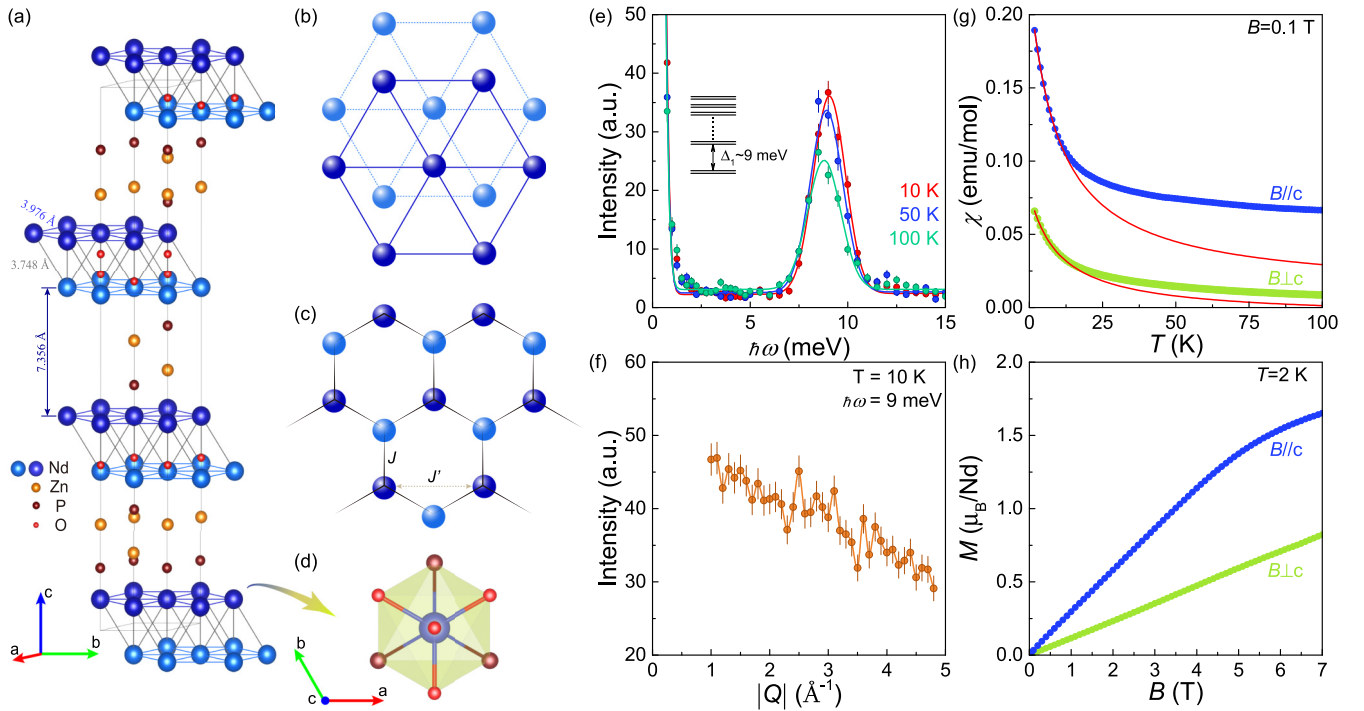 (a)
3.976 Å
3.748 Å
7.356 Å
Nd
Zn
P
O
c
a
b
(b)
(c)
J
J'
(d)
b
c
a
(e)
50
40
30
20
10
0
Intensity (a.u.)
Δ1~9 meV
10 K
50 K
100 K
0
5
10
15
ħω (meV)
(f)
60
50
40
30
20
Intensity (a.u.)
T = 10 K
ħω = 9 meV
0
1
2
3
4
5
|Q| (Å-1)
(g)
0.20
0.15
0.10
0.05
0.00
χ (emu/mol)
B=0.1 T
B//c
B⊥c
0
25
50
75
100
T (K)
(h)
2.0
1.5
1.0
0.5
0.0
M (μB/Nd)
T=2 K
B//c
B⊥c
0
1
2
3
4
5
6
7
B (T)